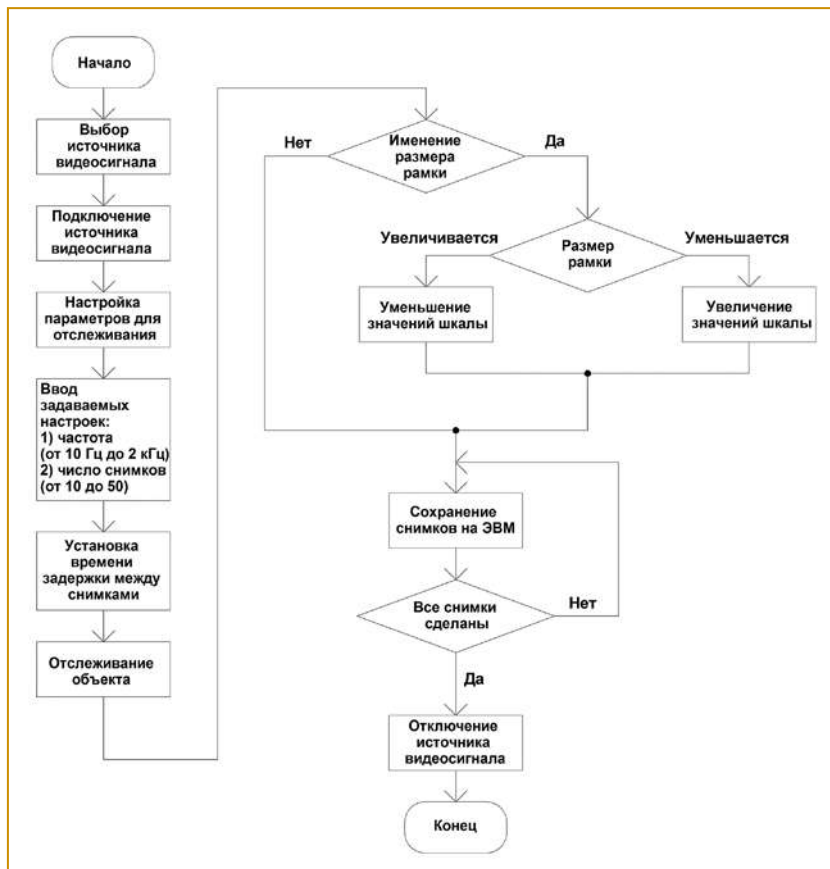 Начало
Выбор
источника
видеосигнала
Подключение
источника
видеосигнала
Настройка
параметров для
отслеживания
Ввод
задаваемых
настроек:
1) частота
(от 10 Гц до 2 кГц)
2) число снимков
(от 10 до 50)
Установка
времени
задержки между
снимками
Отслеживание
объекта
Именение
размера
рамки
Нет
Да
Размер
рамки
Увеличивается
Уменьшается
Уменьшение
значений шкалы
Увеличение
значений шкалы
Сохранение
снимков на ЭВМ
Все снимки
сделаны
Нет
Да
Отключение
источника
видеосигнала
Конец